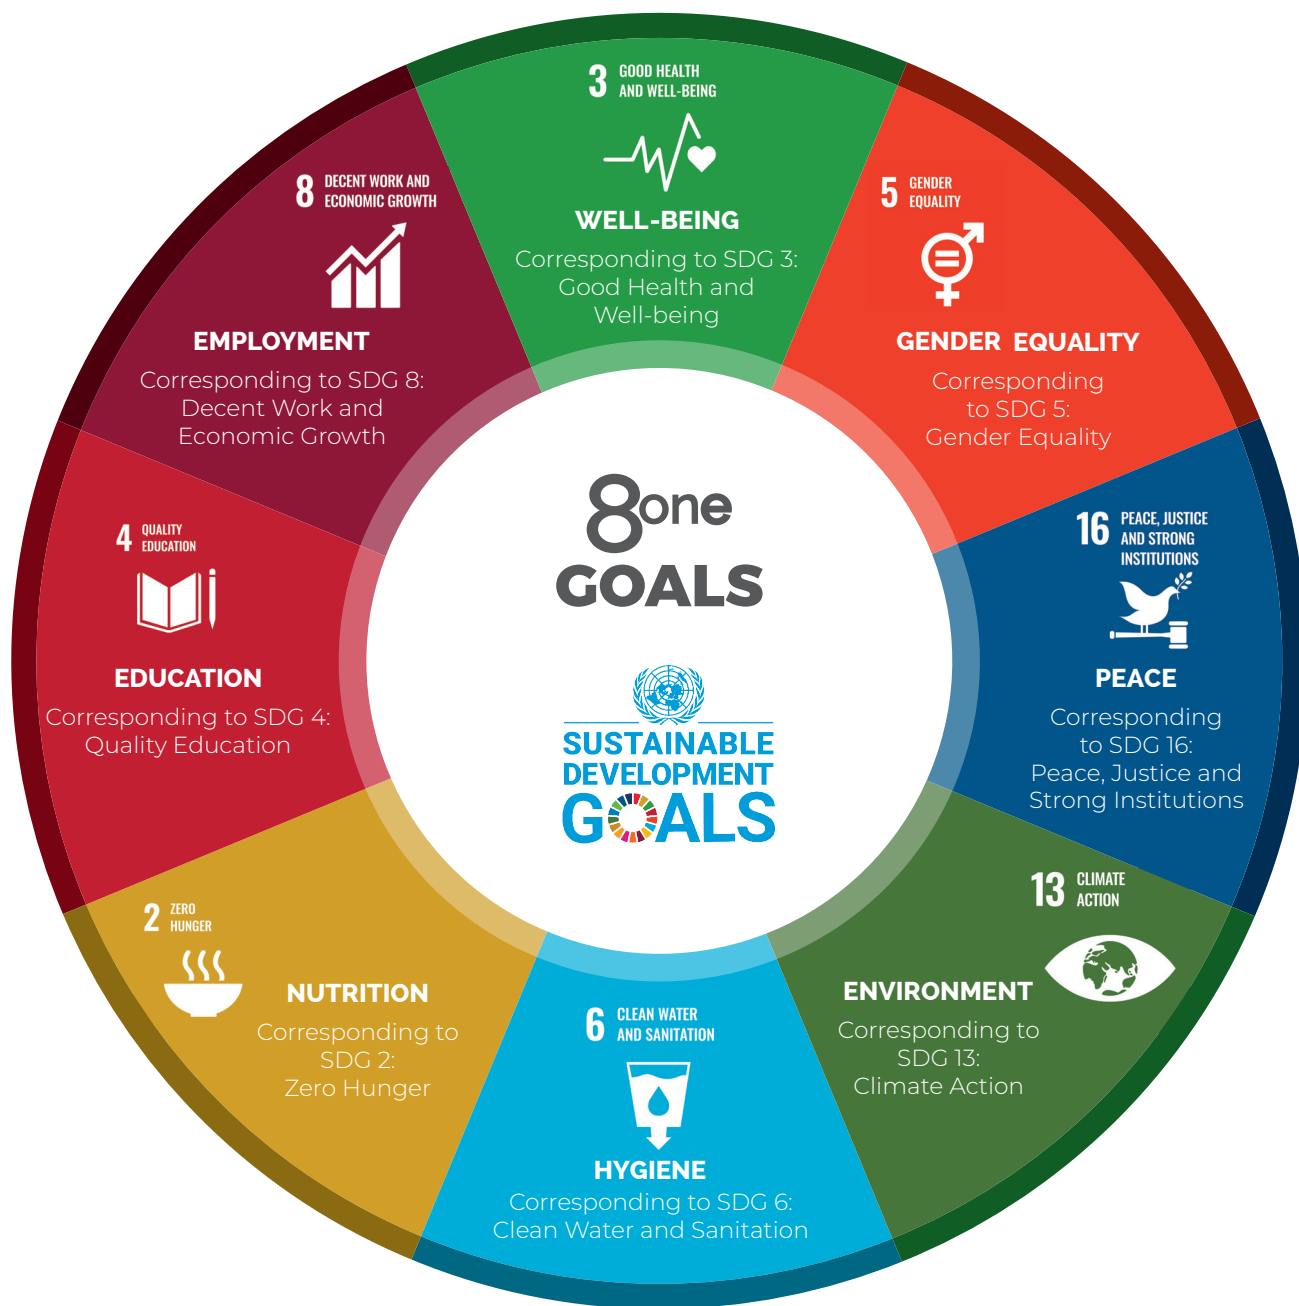 3 GOOD HEALTH
AND WELL-BEING
WELL-BEING
Corresponding to SDG 3:
Good Health and
Well-being
5 GENDER
EQUALITY
GENDER EQUALITY
Corresponding
to SDG 5:
Gender Equality
16 PEACE, JUSTICE
AND STRONG
INSTITUTIONS
PEACE
Corresponding
to SDG 16:
Peace, Justice and
Strong Institutions
13 CLIMATE
ACTION
ENVIRONMENT
Corresponding to
SDG 13:
Climate Action
6 CLEAN WATER
AND SANITATION
HYGIENE
Corresponding to SDG 6:
Clean Water and Sanitation
2 ZERO
HUNGER
NUTRITION
Corresponding to
SDG 2:
Zero Hunger
4 QUALITY
EDUCATION
EDUCATION
Corresponding to SDG 4:
Quality Education
8 DECENT WORK AND
ECONOMIC GROWTH
EMPLOYMENT
Corresponding to SDG 8:
Decent Work and
Economic Growth
8one
GOALS
SUSTAINABLE
DEVELOPMENT
GOALS